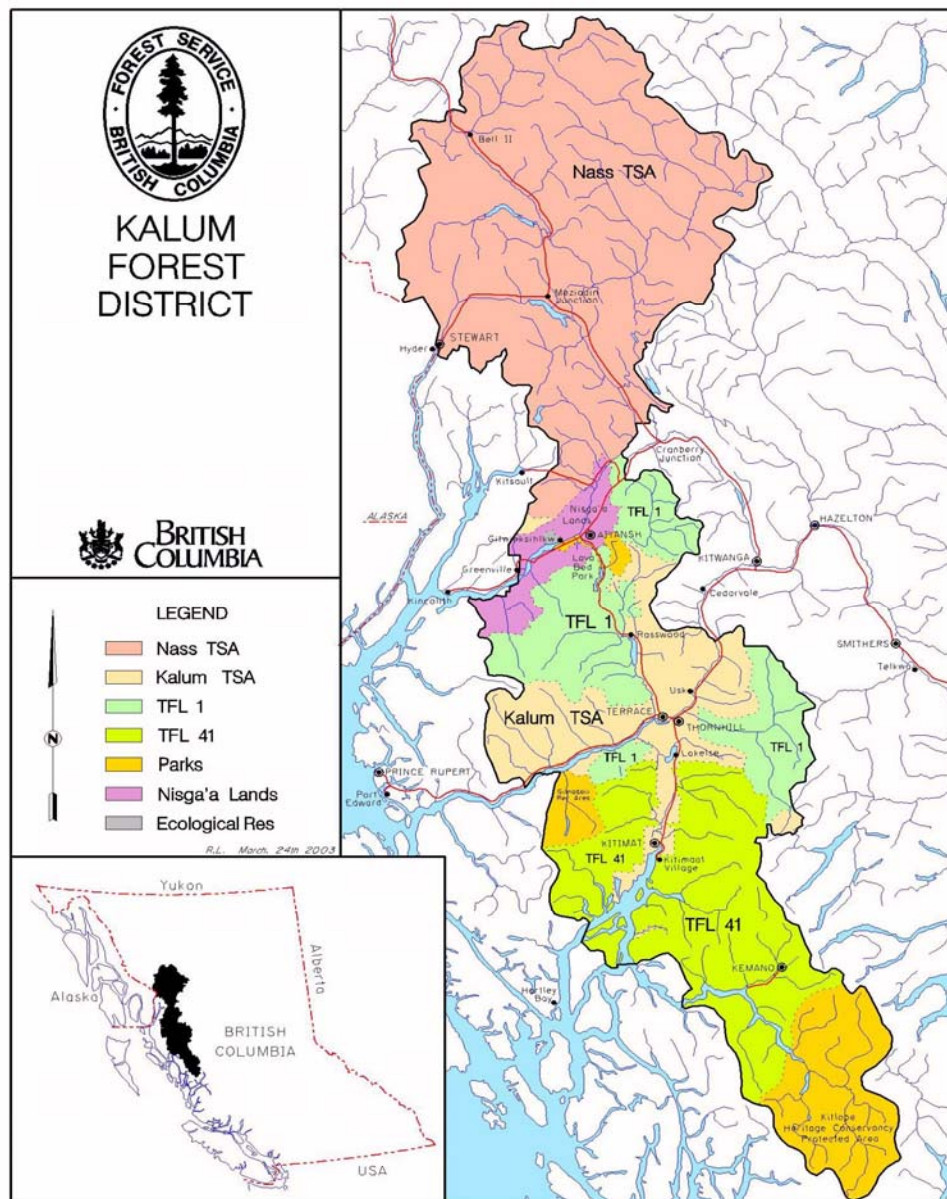 FOREST SERVICE
BRITISH COLUMBIA
KALUM
FOREST
DISTRICT
BRITISH
COLUMBIA
LEGEND
Nass TSA
Kalum TSA
TFL 1
TFL 41
Parks
Nisga'a Lands
Ecological Res
N
R.L. March, 24th 2003
Yukon
Alaska
Alberta
BRITISH
COLUMBIA
USA
Bell II
Nass TSA
Meziadin
Junction
STEWART
Hyder
Cranberry
Junction
Kitsault
ALASKA
Nisga'a
Lands
TFL 1
HAZELTON
AIYANSH
KITWANGA
Greenville
Lava
Bed
Park
Cedarvale
Kincolith
TFL 1
Rosswood
SMITHERS
Telkwa
Usk
Kalum TSA
TERRACE
THORNHILL
TFL 1
TFL 1
Lakelse
PRINCE RUPERT
Port
Edward
KITIMAT
TFL 41
Kitimaat
Village
TFL 41
KEMANO
Hartley
Bay
Kitlope
Heritage Conservancy
Protected Area